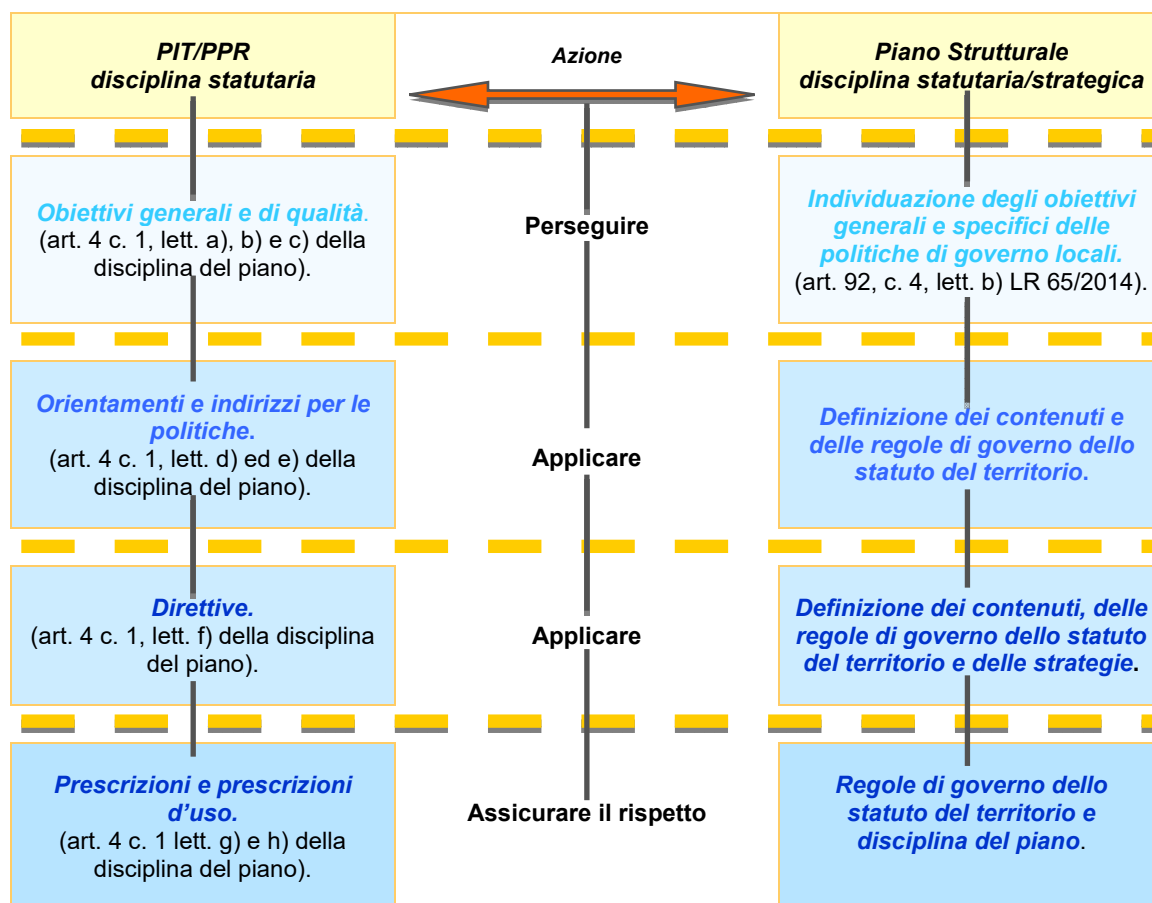 PIT/PPR
disciplina statutaria
Azione
Piano Strutturale
disciplina statutaria/strategica
Obiettivi generali e di qualità.
(art. 4 c. 1, lett. a), b) e c) della
disciplina del piano).
Perseguire
Individuazione degli obiettivi
generali e specifici delle
politiche di governo locali.
(art. 92, c. 4, lett. b) LR 65/2014).
Orientamenti e indirizzi per le
politiche.
(art. 4 c. 1, lett. d) ed e) della
disciplina del piano).
Applicare
Definizione dei contenuti e
delle regole di governo dello
statuto del territorio.
Direttive.
(art. 4 c. 1, lett. f) della disciplina
del piano).
Applicare
Definizione dei contenuti, delle
regole di governo dello statuto
del territorio e delle strategie.
Prescrizioni e prescrizioni
d’uso.
(art. 4 c. 1 lett. g) e h) della
disciplina del piano).
Assicurare il rispetto
Regole di governo dello
statuto del territorio e
disciplina del piano.